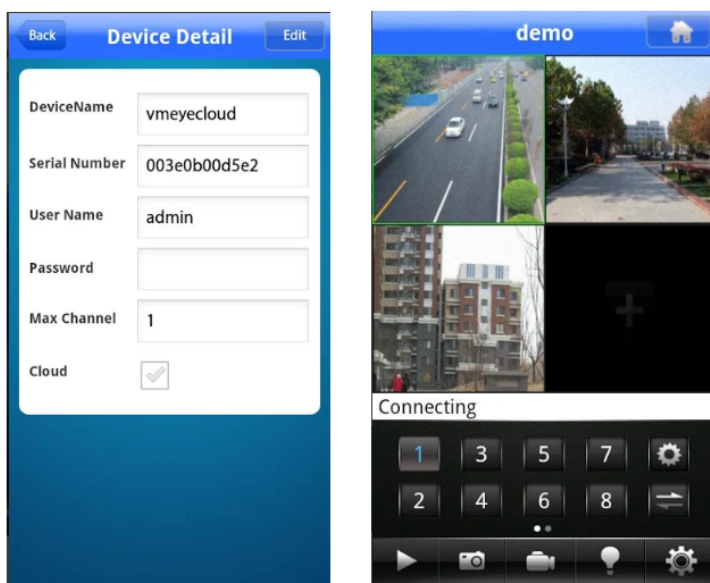 Back
Device Detail
Edit
DeviceName
vmeyecloud
Serial Number
003e0b00d5e2
User Name
admin
Password
Max Channel
1
Cloud
demo
Connecting
1 3 5 7
2 4 6 8